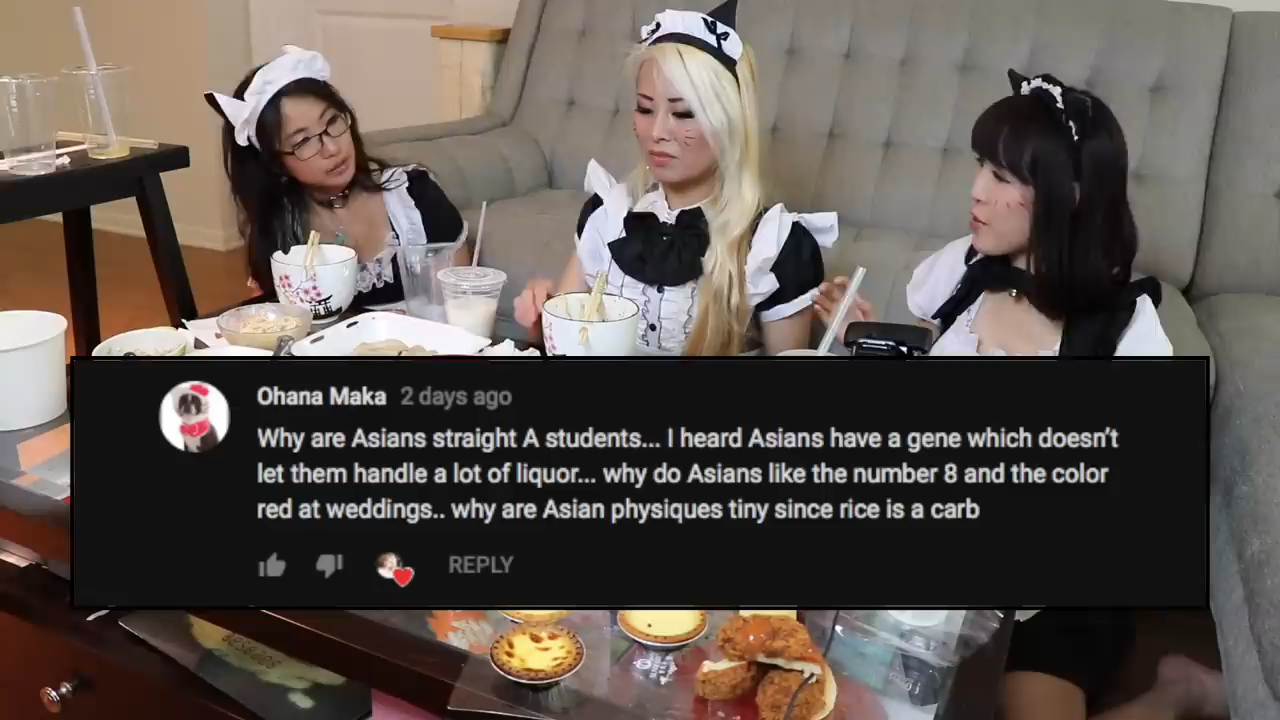 Ohana Maka 2 days ago
Why are Asians straight A students... I heard Asians have a gene which doesn't
let them handle a lot of liquor... why do Asians like the number 8 and the color
red at weddings.. why are Asian physiques tiny since rice is a carb
REPLY